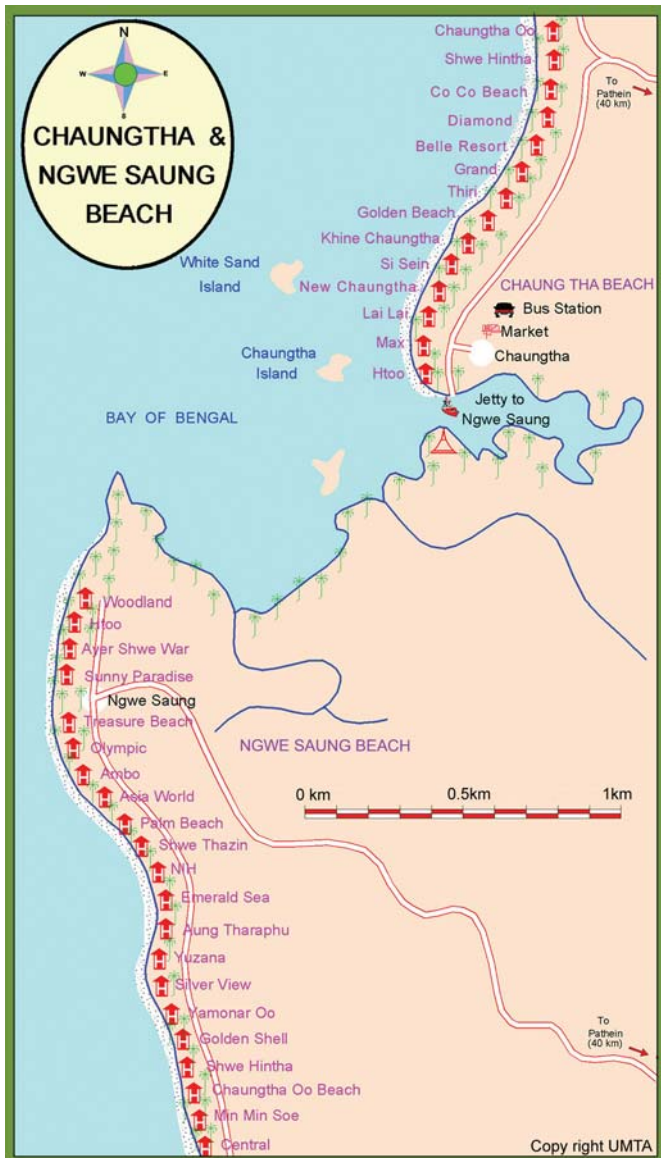 N
W
E
S
CHAUNGTHA &
NGWE SAUNG
BEACH
Chaungtha Oo
Shwe Hintha
Co Co Beach
Diamond
Belle Resort
Grand
Thiri
Golden Beach
Khine Chaungtha
Si Sein
New Chaungtha
Lai Lai
Max
Htoo
To
Pathein
(40 km)
White Sand
Island
CHAUNG THA BEACH
Bus Station
Market
Chaungtha
Chaungtha
Island
Jetty to
Ngwe Saung
BAY OF BENGAL
Woodland
Htoo
Ayer Shwe War
Sunny Paradise
Ngwe Saung
Treasure Beach
Olympic
Ambo
Asia World
Palm Beach
Shwe Thazin
NIH
Emerald Sea
Aung Tharaphu
Yuzana
Silver View
Yamonar Oo
Golden Shell
Shwe Hintha
Chaungtha Oo Beach
Min Min Soe
Central
NGWE SAUNG BEACH
0 km 0.5km 1km
To
Pathein
(40 km)
Copy right UMTA